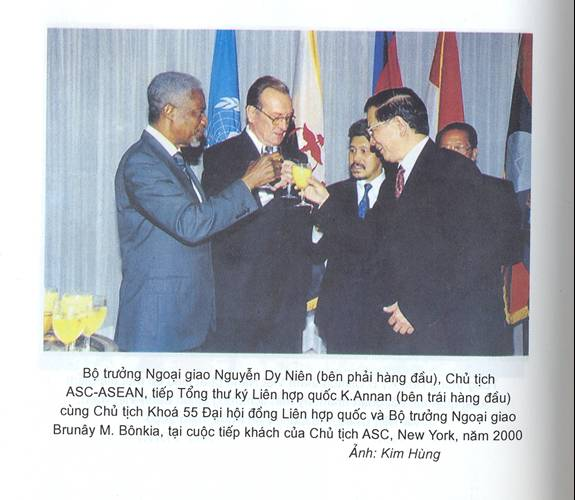 Bộ trưởng Ngoại giao Nguyễn Dy Niên (bên phải hàng đầu), Chủ tịch
ASC-ASEAN, tiếp Tổng thư ký Liên hợp quốc K.Annan (bên trái hàng đầu)
cùng Chủ tịch Khoá 55 Đại hội đồng Liên hợp quốc và Bộ trưởng Ngoại giao
Brunây M. Bônkia, tại cuộc tiếp khách của Chủ tịch ASC, New York, năm 2000
Ảnh: Kim Hùng